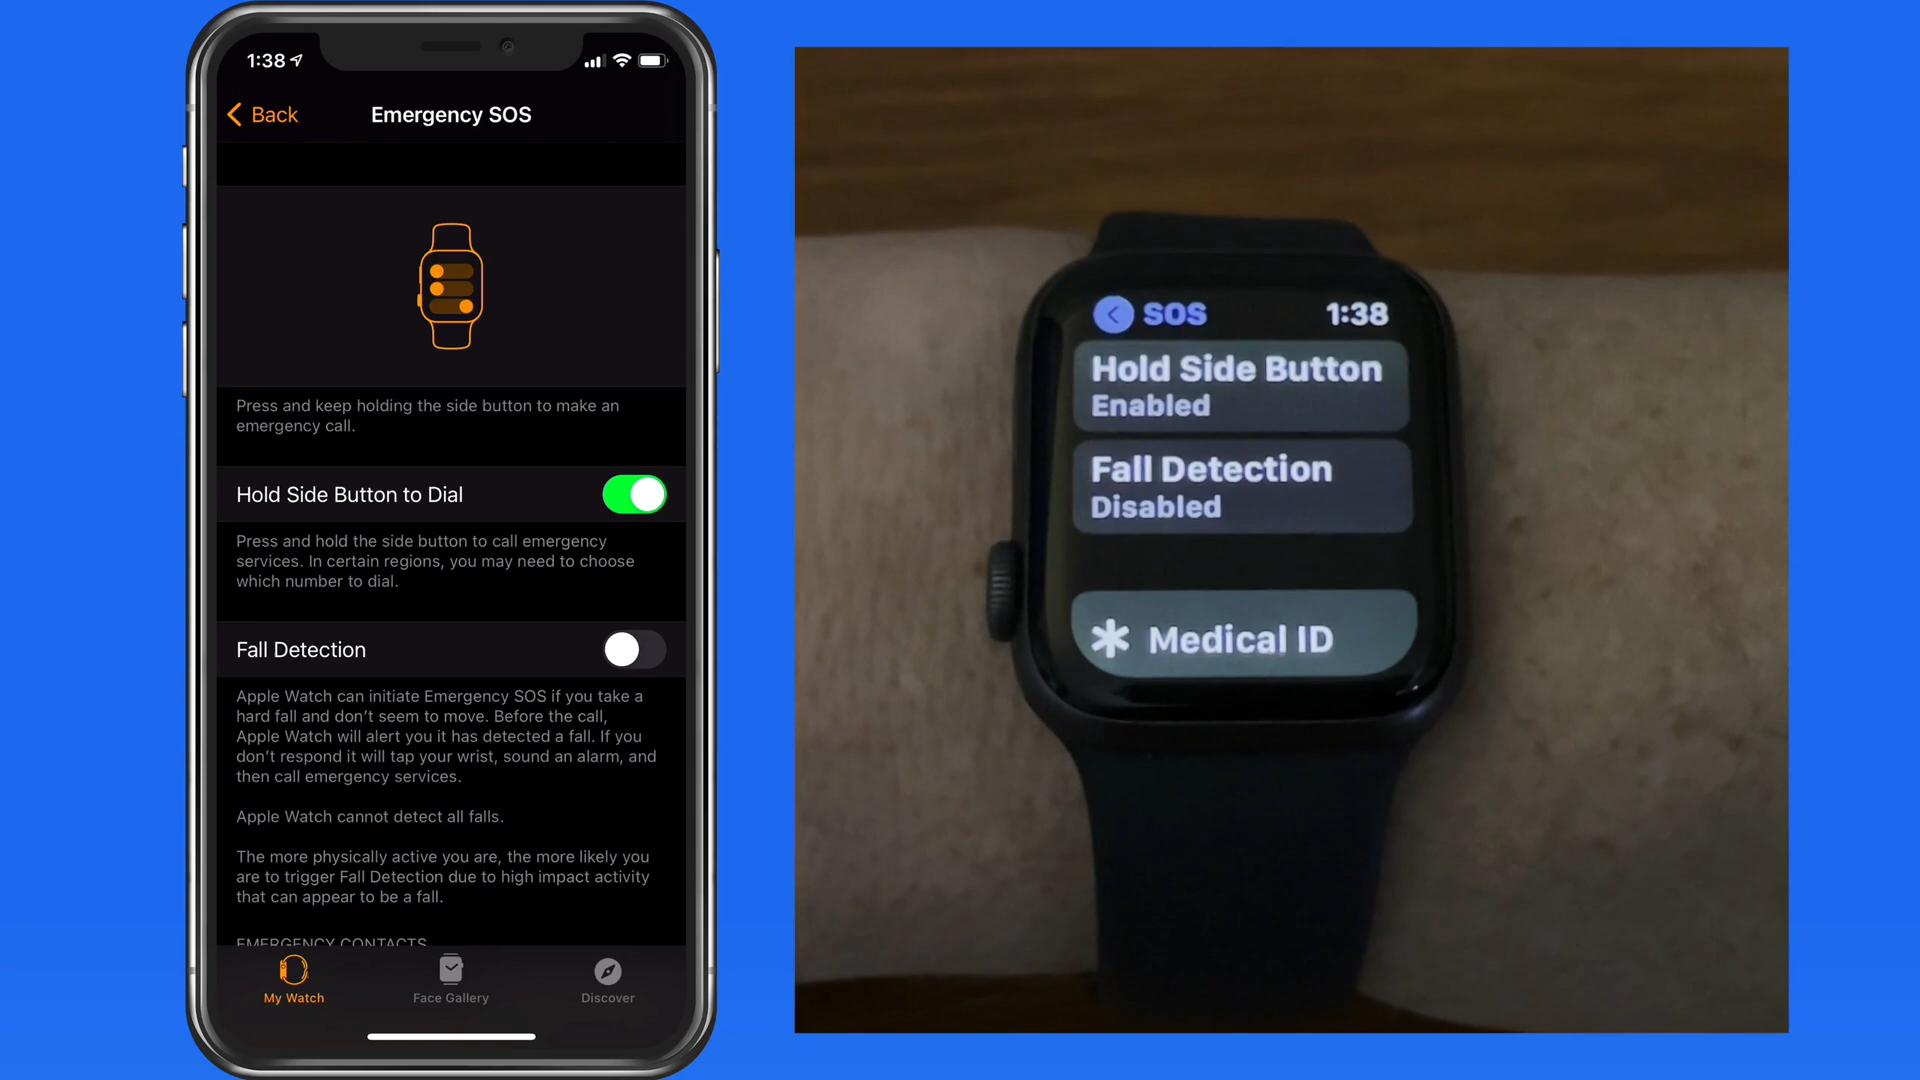 1:38
Back
Emergency SOS
Press and keep holding the side button to make an
emergency call.
Hold Side Button to Dial
Press and hold the side button to call emergency
services. In certain regions, you may need to choose
which number to dial.
Fall Detection
Apple Watch can initiate Emergency SOS if you take a
hard fall and don’t seem to move. Before the call,
Apple Watch will alert you it has detected a fall. If you
don’t respond it will tap your wrist, sound an alarm, and
then call emergency services.
Apple Watch cannot detect all falls.
The more physically active you are, the more likely you
are to trigger Fall Detection due to high impact activity
that can appear to be a fall.
EMERGENCY CONTACTS
My Watch
Face Gallery
Discover
SOS
1:38
Hold Side Button
Enabled
Fall Detection
Disabled
Medical ID